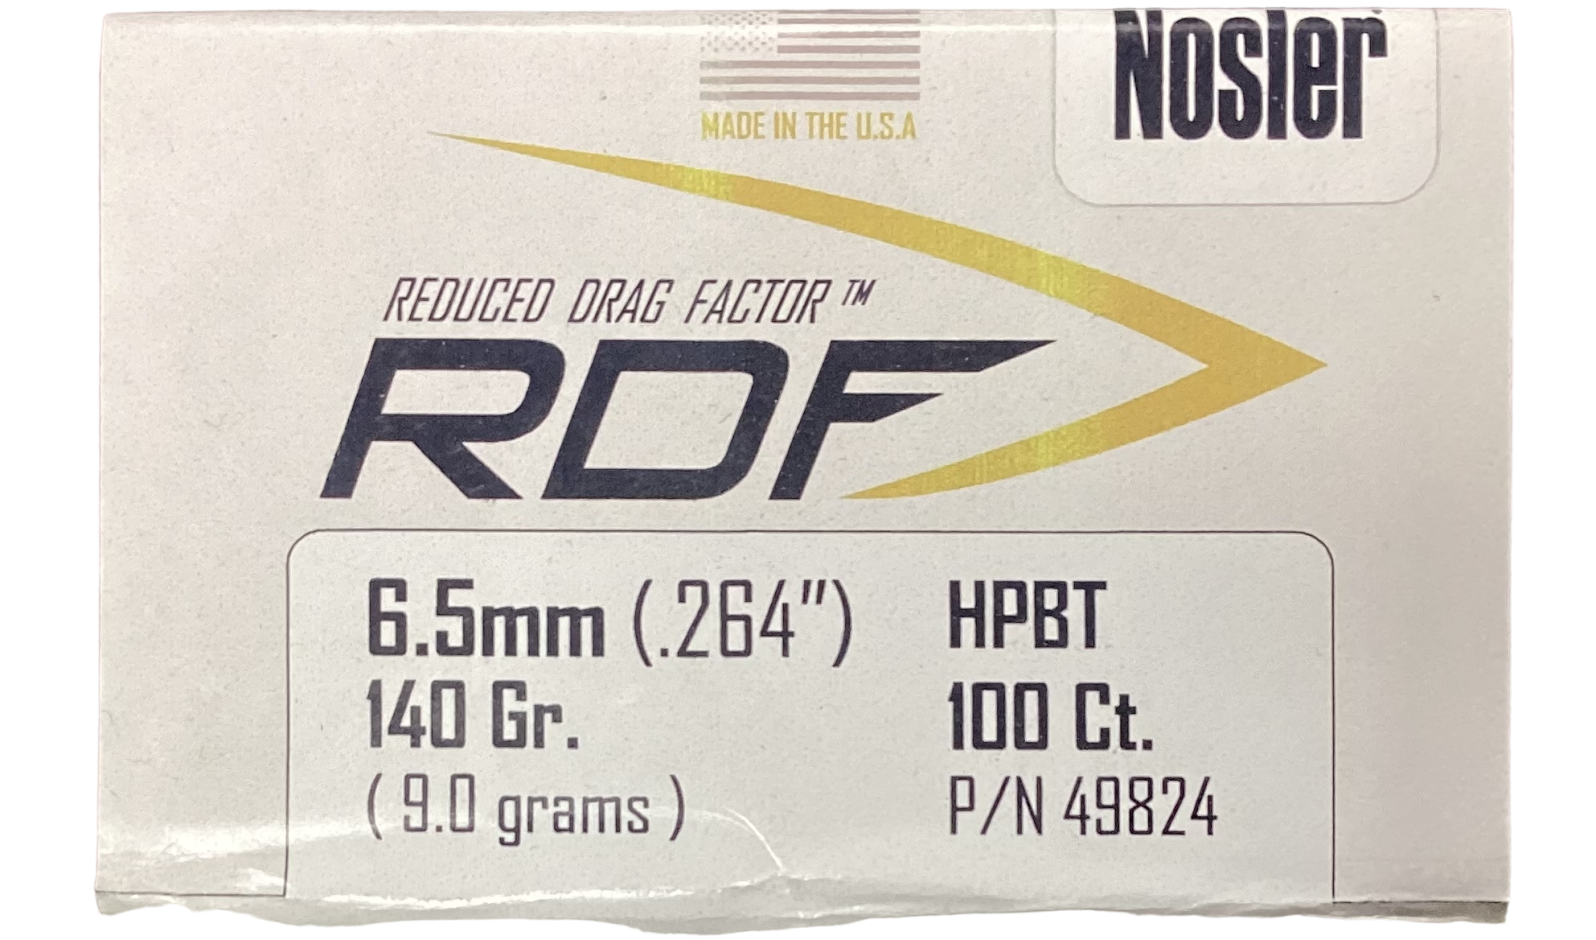 Nosler
MADE IN THE U.S.A
REDUCED DRAG FACTOR™
RDF
6.5mm (.264") HPBT
140 Gr. 100 Ct.
( 9.0 grams ) P/N 49824